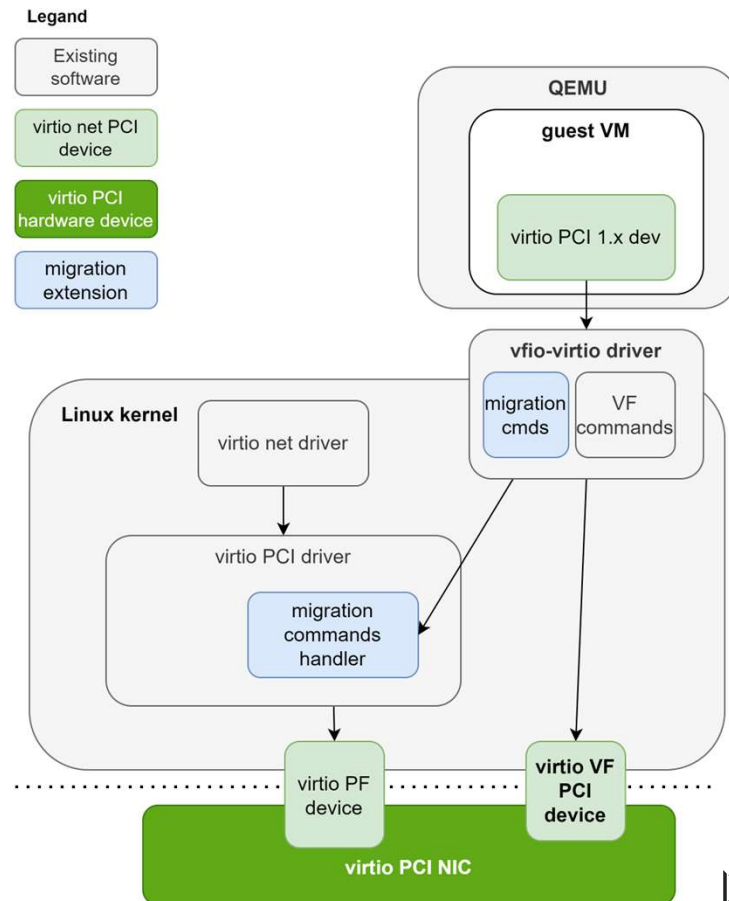 Legand
Existing
software
virtio net PCI
device
virtio PCI
hardware device
migration
extension
QEMU
guest VM
virtio PCI 1.x dev
vfio-virtio driver
migration
cmds
VF
commands
Linux kernel
virtio net driver
virtio PCI driver
migration
commands
handler
virtio PF
device
virtio VF
PCI
device
virtio PCI NIC